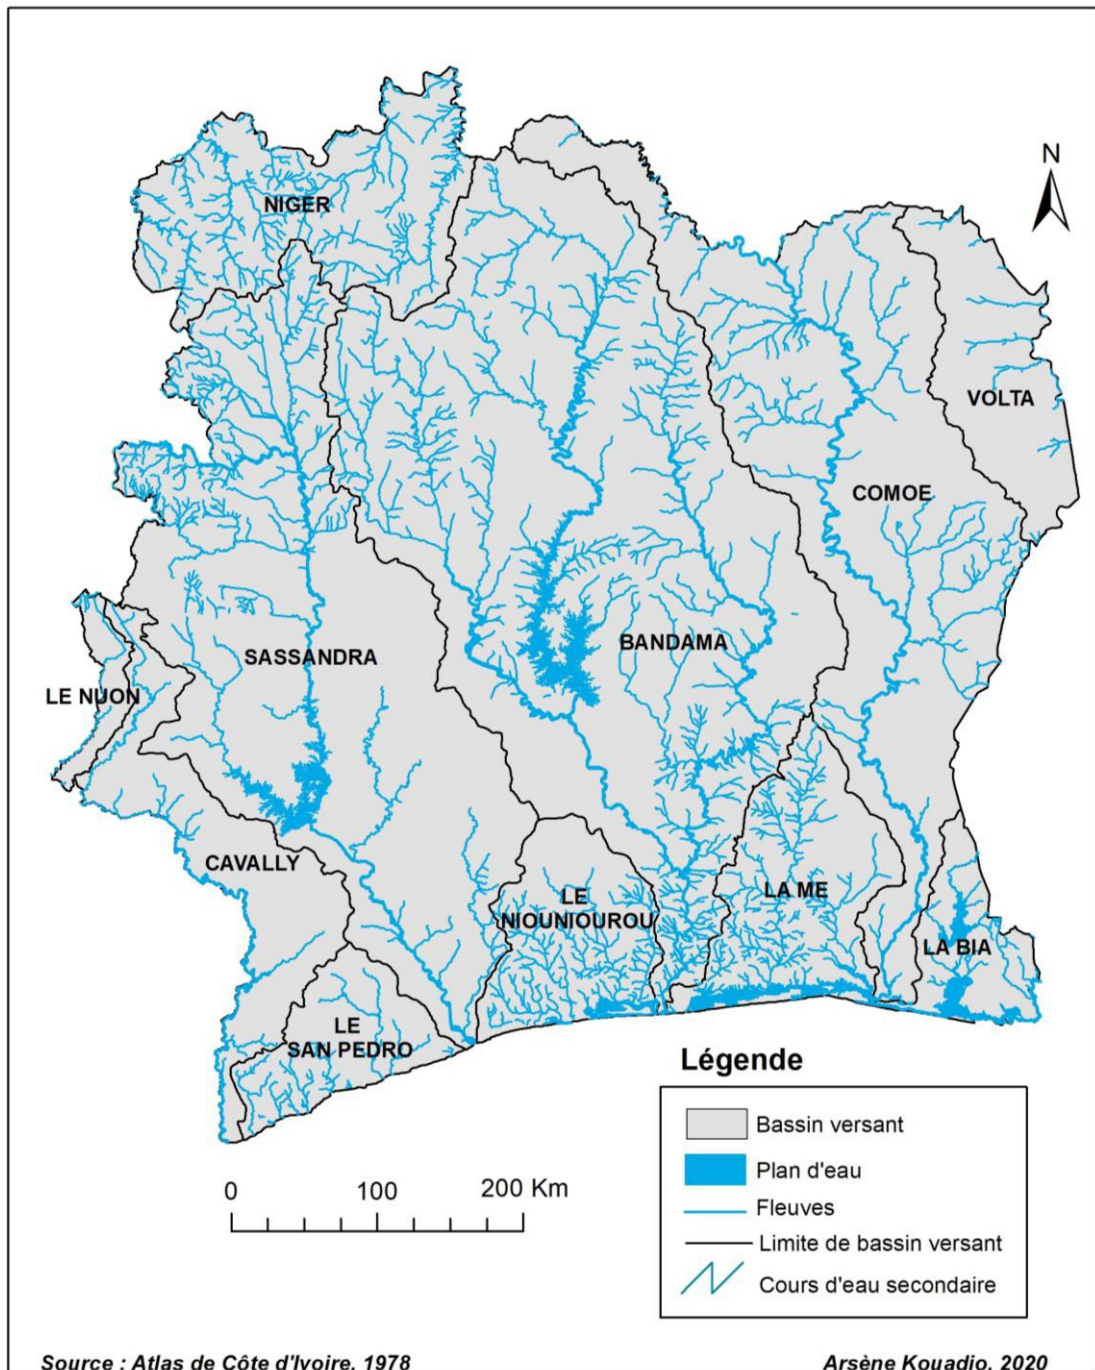 N
NIGER
VOLTA
COMOE
BANDAMA
SASSANDRA
LE NUON
CAVALLY
LE
NIOUNIOUROU
LA ME
LA BIA
LE
SAN PEDRO
Légende
Bassin versant
Plan d'eau
Fleuves
Limite de bassin versant
Cours d'eau secondaire
0 100 200 Km
Source : Atlas de Côte d'Ivoire, 1978
Arsène Kouadio, 2020